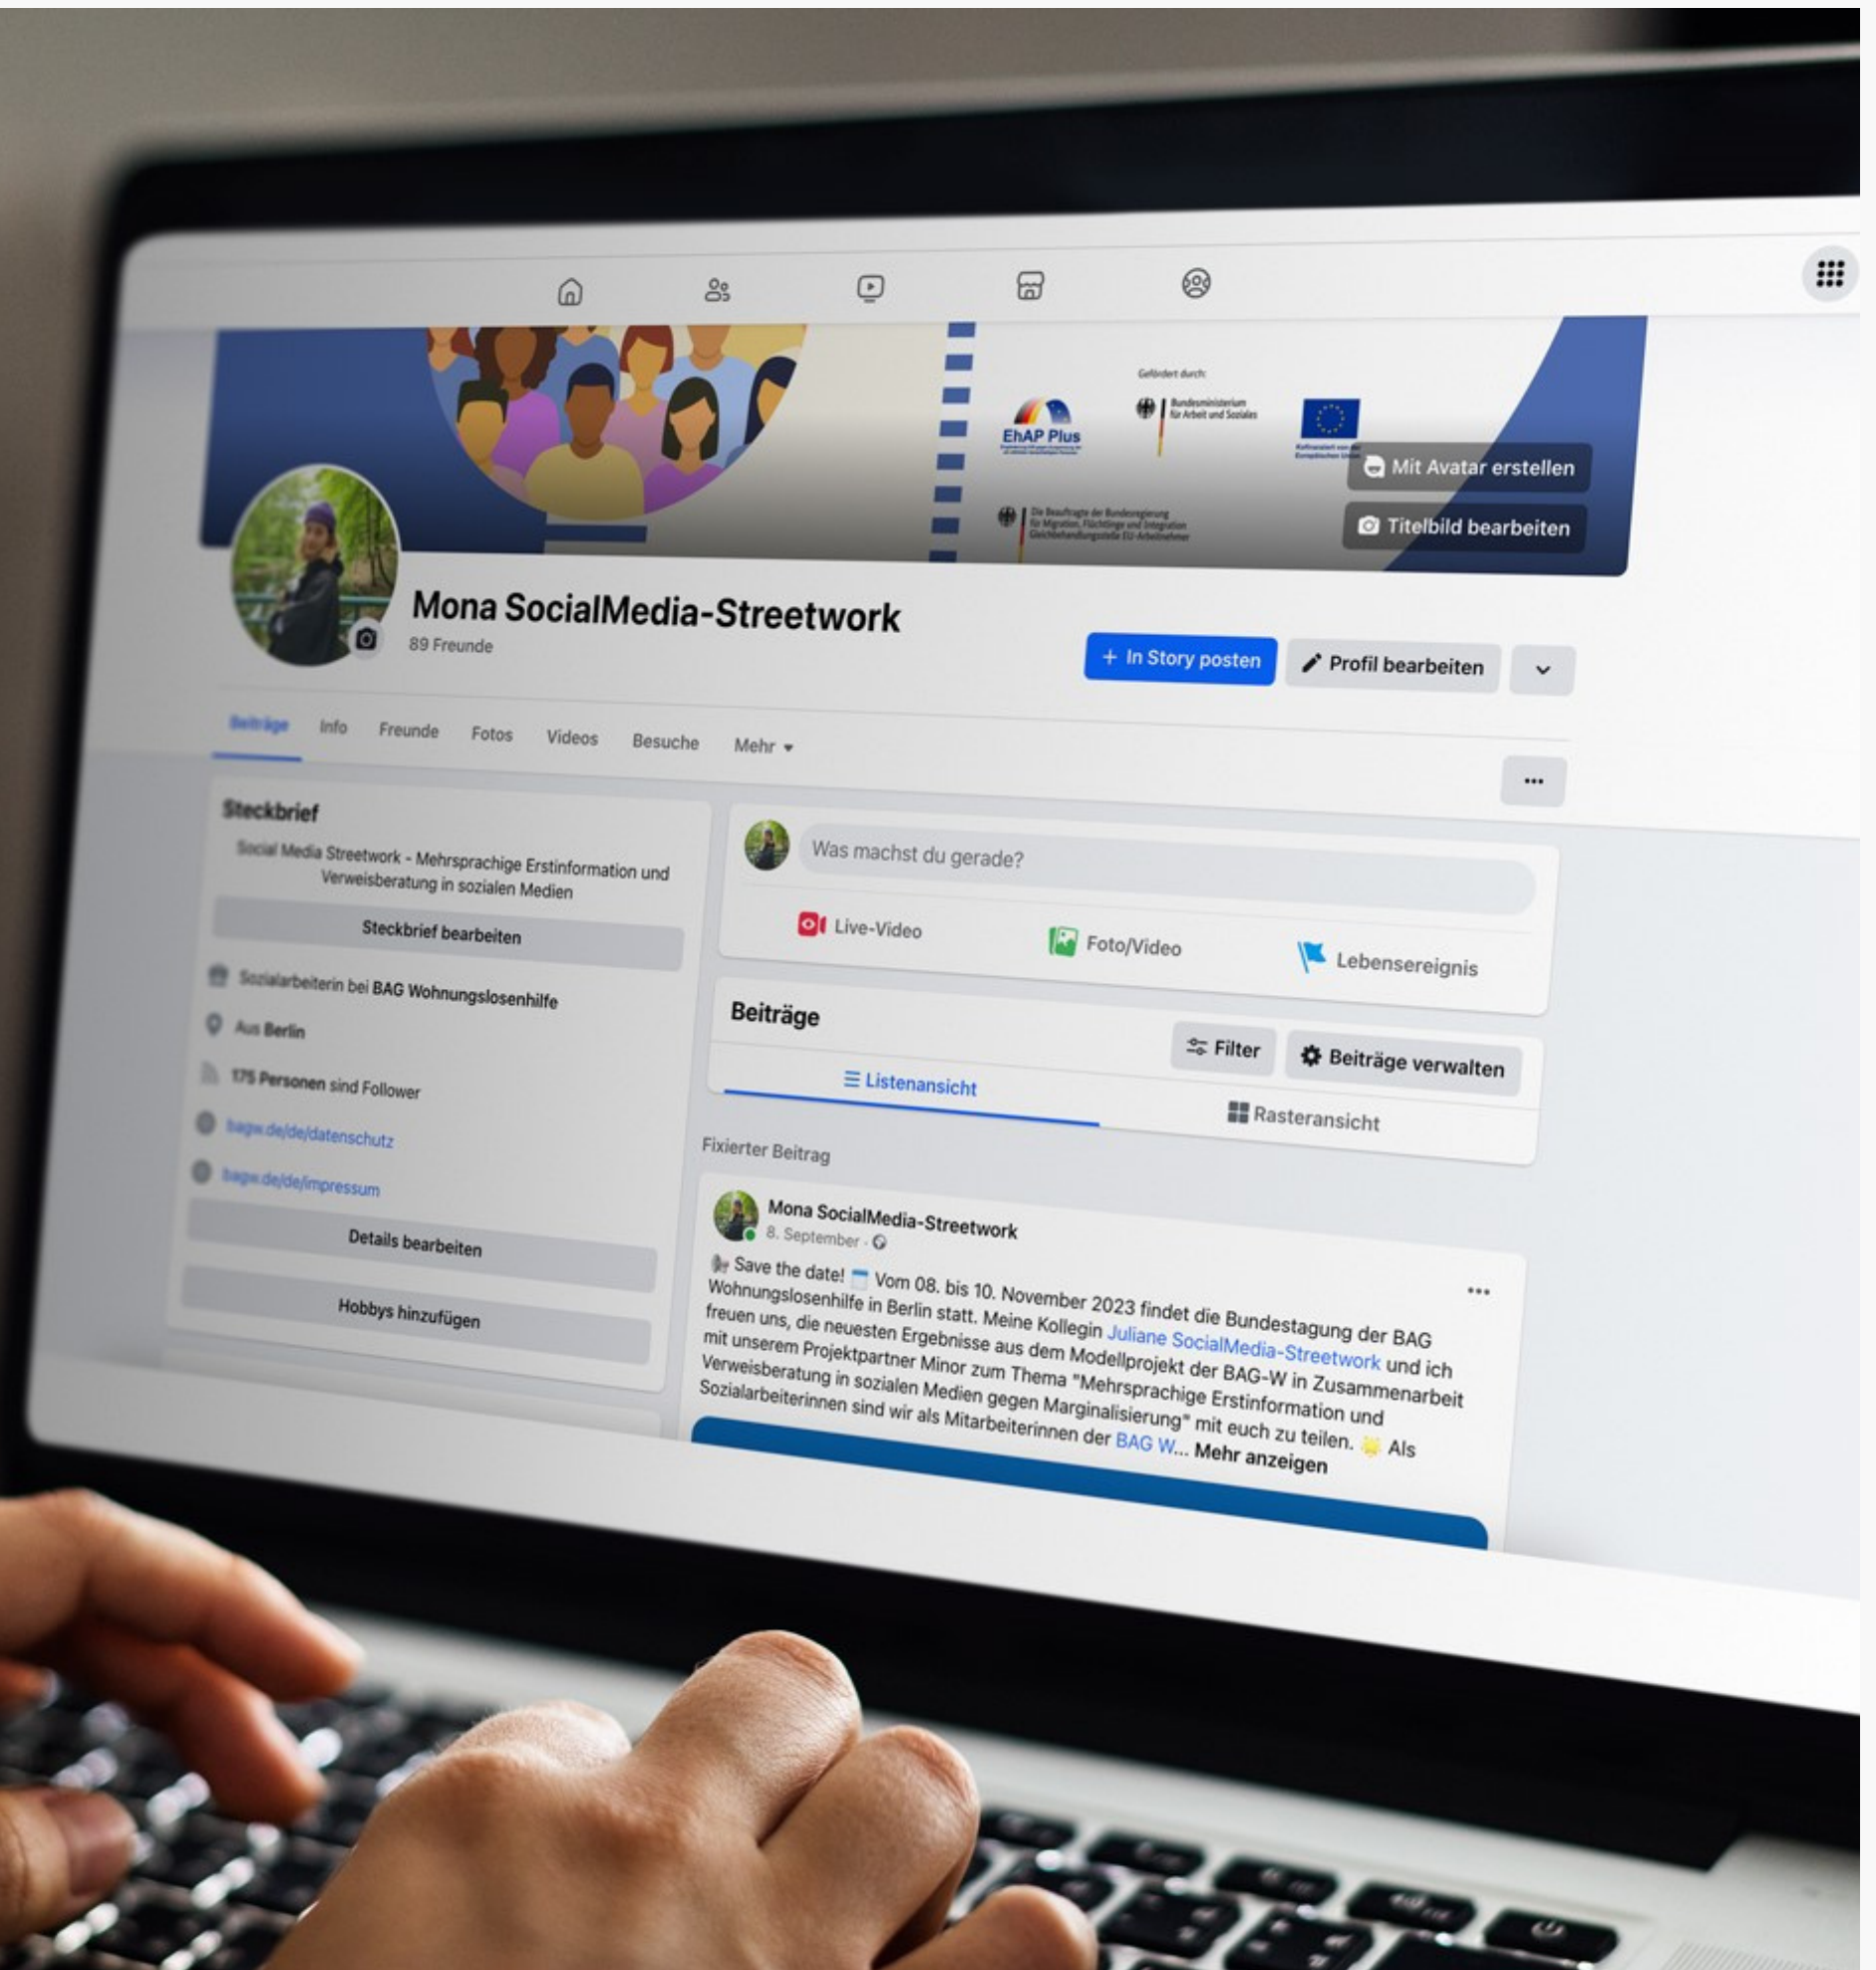 Gefördert durch:
EhAP Plus
Bundesministerium
für Arbeit und Soziales
Kofinanziert von der
Europäischen Union
Mit Avatar erstellen
Die Beauftragte der Bundesregierung
für Migration, Flüchtlinge und Integration
Gleichbehandlungsstelle EU-Arbeitnehmer
Titelbild bearbeiten
Mona SocialMedia-Streetwork
89 Freunde
+ In Story posten
Profil bearbeiten
Beiträge Info Freunde Fotos Videos Besuche Mehr
Steckbrief
Social Media Streetwork - Mehrsprachige Erstinformation und
Verweisberatung in sozialen Medien
Steckbrief bearbeiten
Sozialarbeiterin bei BAG Wohnungslosenhilfe
Aus Berlin
175 Personen sind Follower
bagw.de/de/datenschutz
bagw.de/de/impressum
Details bearbeiten
Hobbys hinzufügen
Was machst du gerade?
Live-Video Foto/Video Lebensereignis
Beiträge
Filter Beiträge verwalten
Listenansicht Rasteransicht
Fixierter Beitrag
Mona SocialMedia-Streetwork
8. September ·
Save the date! Vom 08. bis 10. November 2023 findet die Bundestagung der BAG
Wohnungslosenhilfe in Berlin statt. Meine Kollegin Juliane SocialMedia-Streetwork und ich
freuen uns, die neuesten Ergebnisse aus dem Modellprojekt der BAG-W in Zusammenarbeit
mit unserem Projektpartner Minor zum Thema "Mehrsprachige Erstinformation und
Verweisberatung in sozialen Medien gegen Marginalisierung" mit euch zu teilen. Als
Sozialarbeiterinnen sind wir als Mitarbeiterinnen der BAG W... Mehr anzeigen